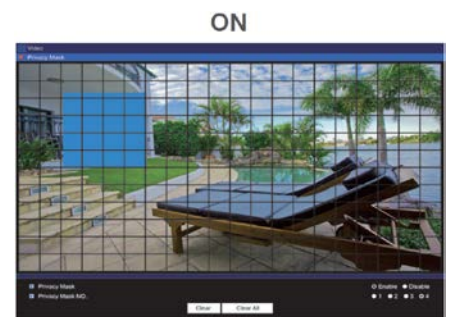 ON
Video
Privacy Mask
Privacy Mask Enable Disable
Privacy Mask NO. 1 2 3 4
Clear Clear All